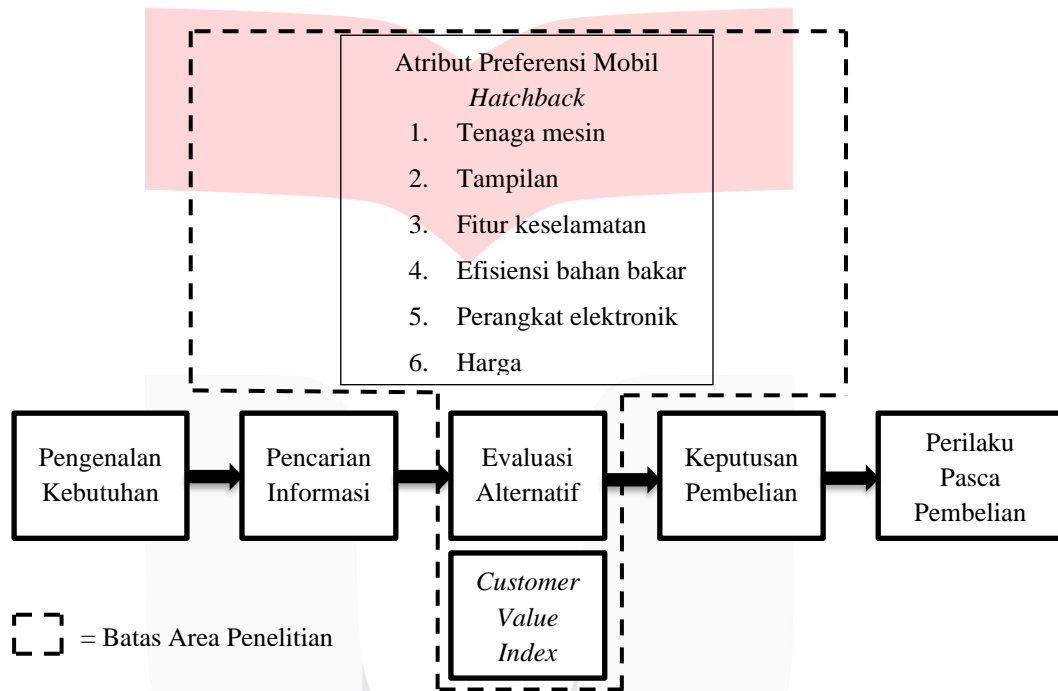 Atribut Preferensi Mobil
Hatchback
1. Tenaga mesin
2. Tampilan
3. Fitur keselamatan
4. Efisiensi bahan bakar
5. Perangkat elektronik
6. Harga
Pengenalan
Kebutuhan
Pencarian
Informasi
Evaluasi
Alternatif
Keputusan
Pembelian
Perilaku
Pasca
Pembelian
Customer
Value
Index
= Batas Area Penelitian